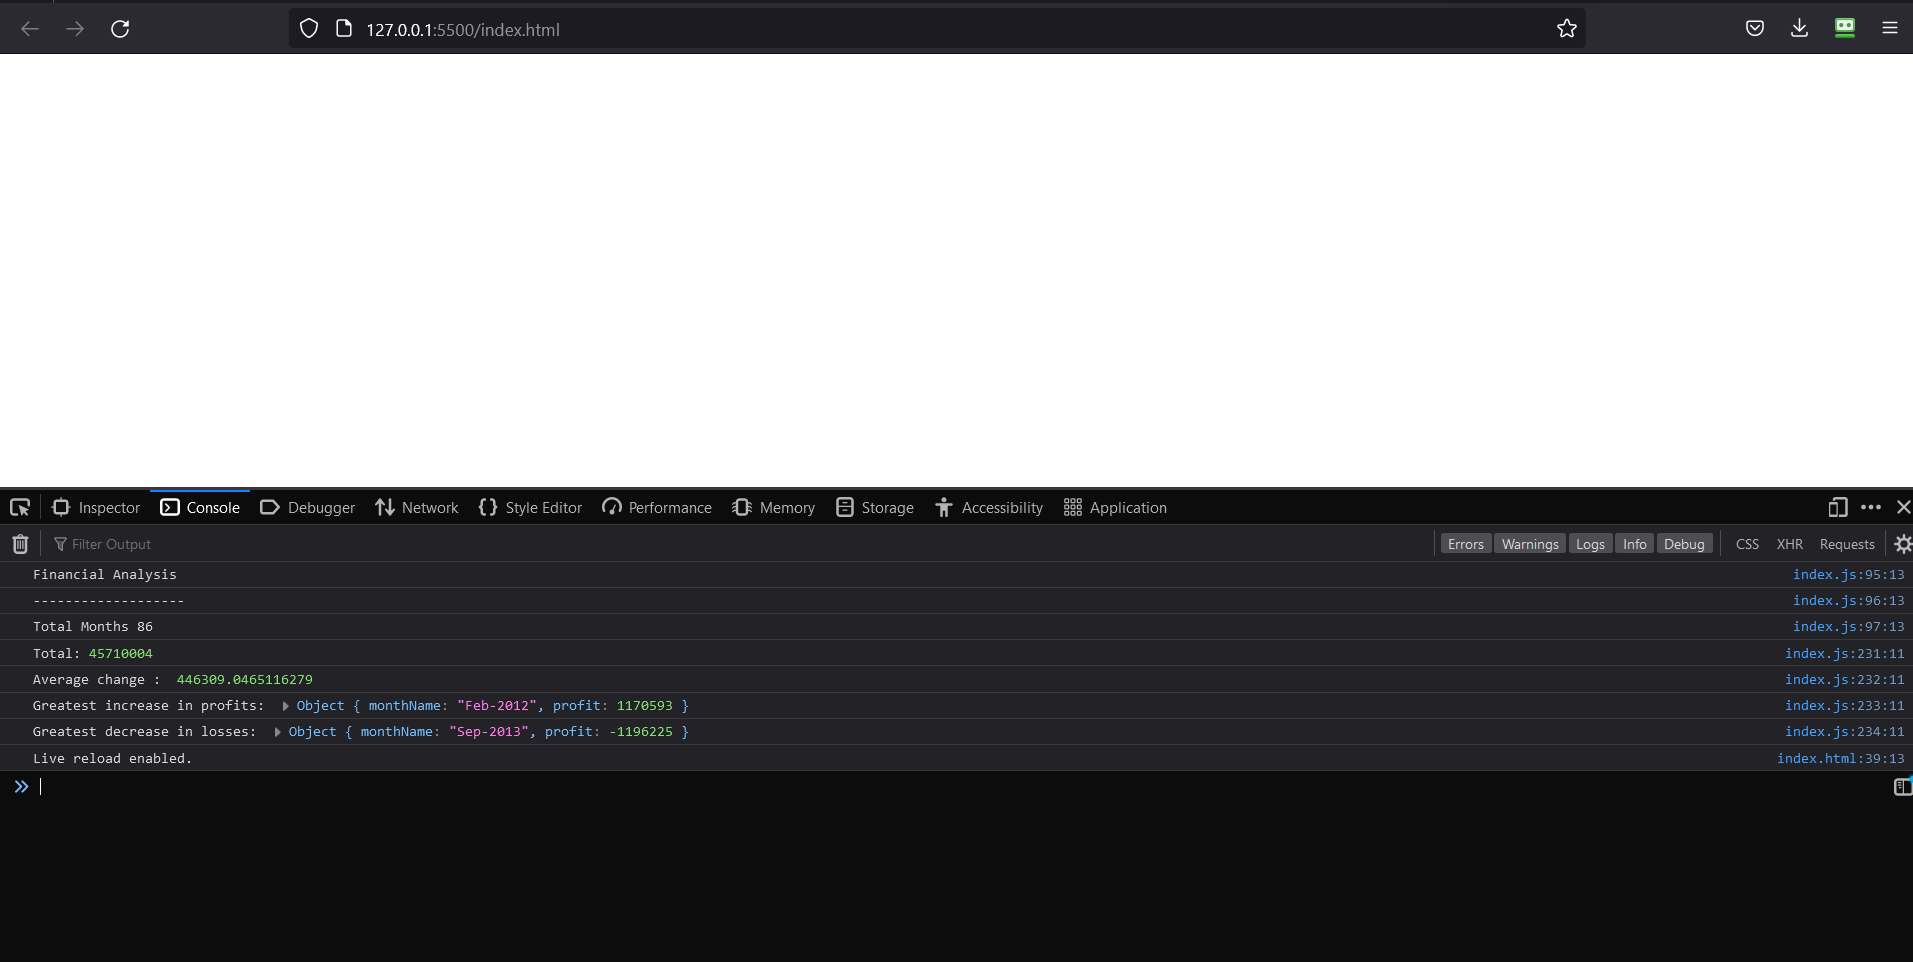 127.0.0.1:5500/index.html
Inspector Console Debugger Network Style Editor Performance Memory Storage Accessibility Application
Filter Output Errors Warnings Logs Info Debug CSS XHR Requests
Financial Analysis index.js:95:13
------------------- index.js:96:13
Total Months 86 index.js:97:13
Total: 45710004 index.js:231:11
Average change :  446309.0465116279 index.js:232:11
Greatest increase in profits:  Object { monthName: "Feb-2012", profit: 1170593 } index.js:233:11
Greatest decrease in losses:  Object { monthName: "Sep-2013", profit: -1196225 } index.js:234:11
Live reload enabled. index.html:39:13